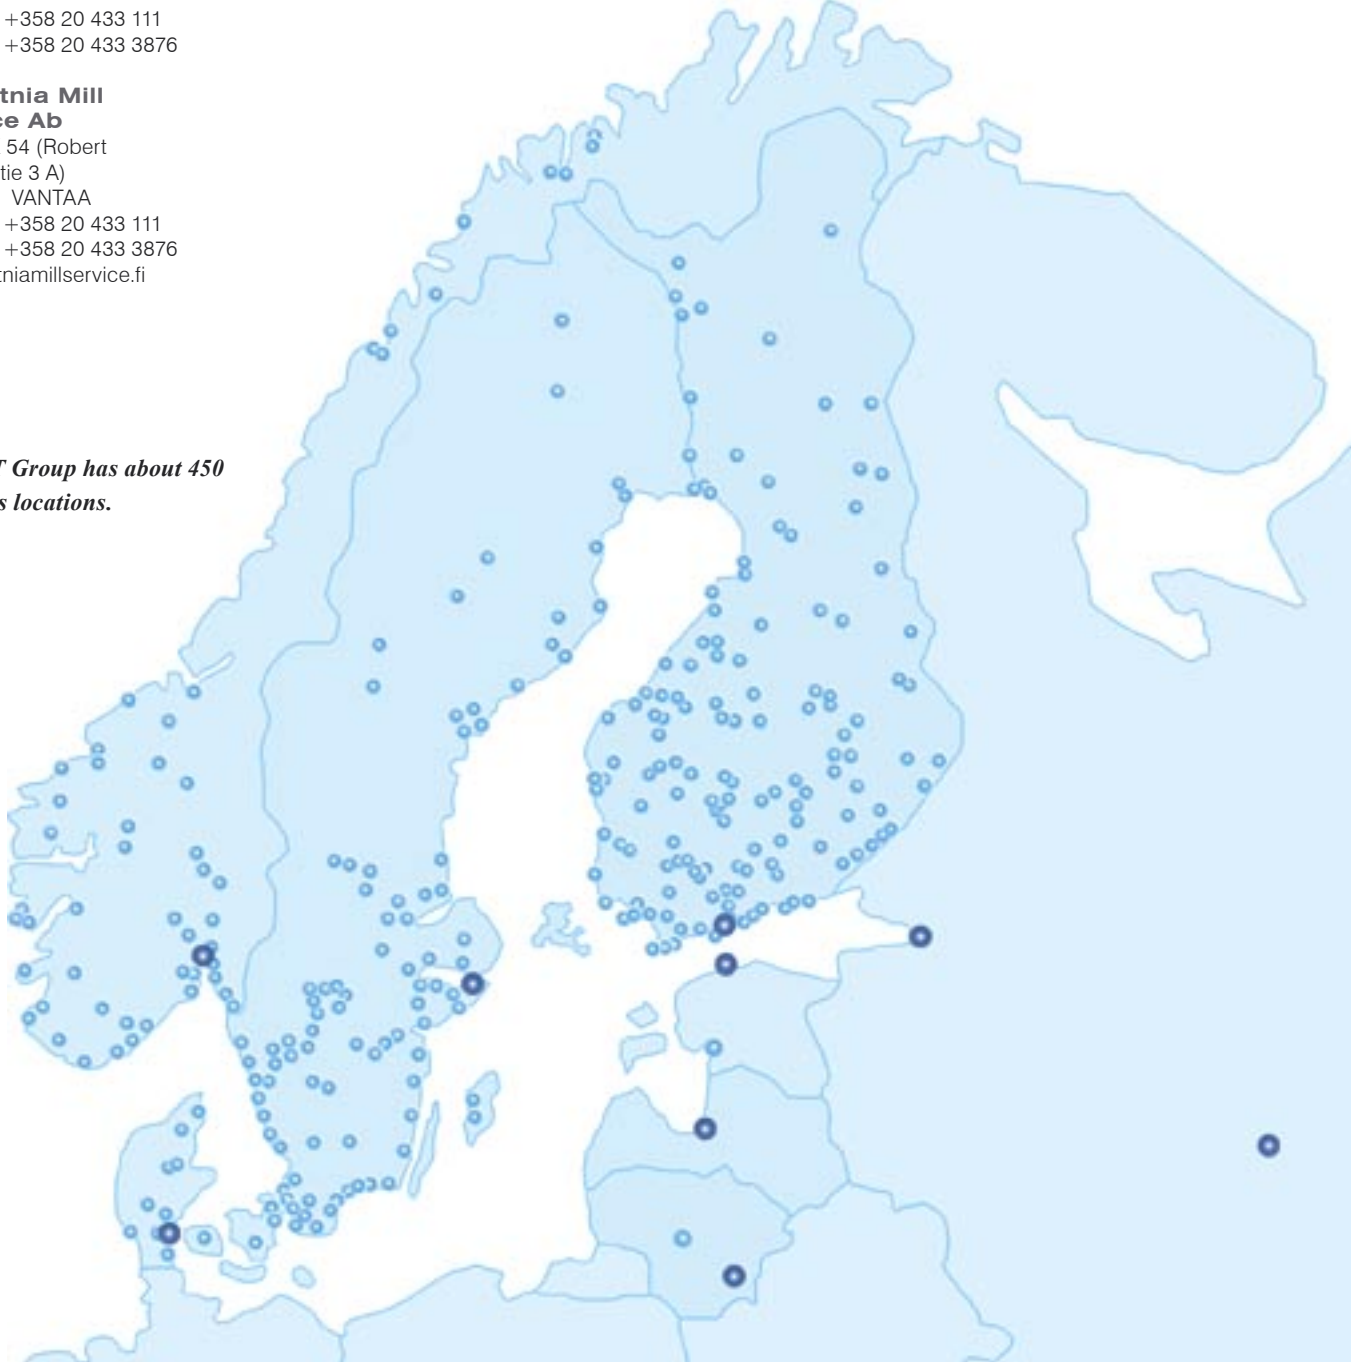 +358 20 433 111
+358 20 433 3876
tnia Mill
ce Ab
54 (Robert
tie 3 A)
VANTAA
+358 20 433 111
+358 20 433 3876
tniamillservice.fi
T Group has about 450
s locations.